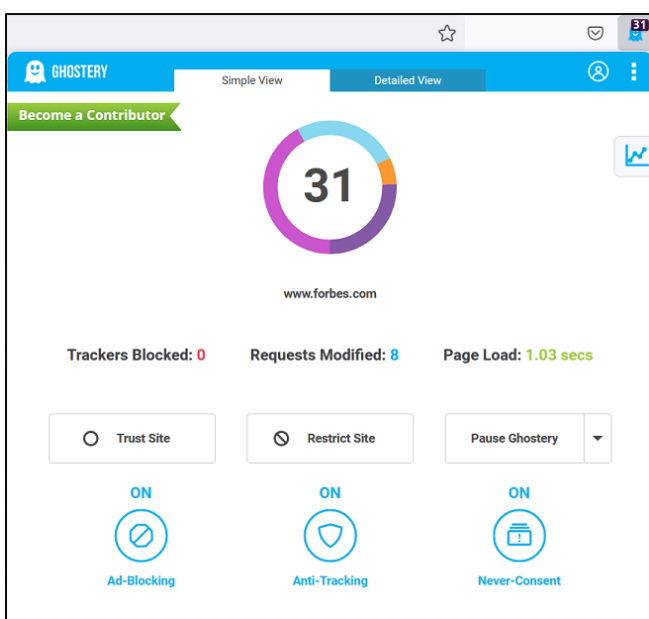 31
GHOSTERY
Simple View
Detailed View
Become a Contributor
31
www.forbes.com
Trackers Blocked: 0 Requests Modified: 8 Page Load: 1.03 secs
Trust Site Restrict Site Pause Ghostery
ON ON ON
Ad-Blocking Anti-Tracking Never-Consent